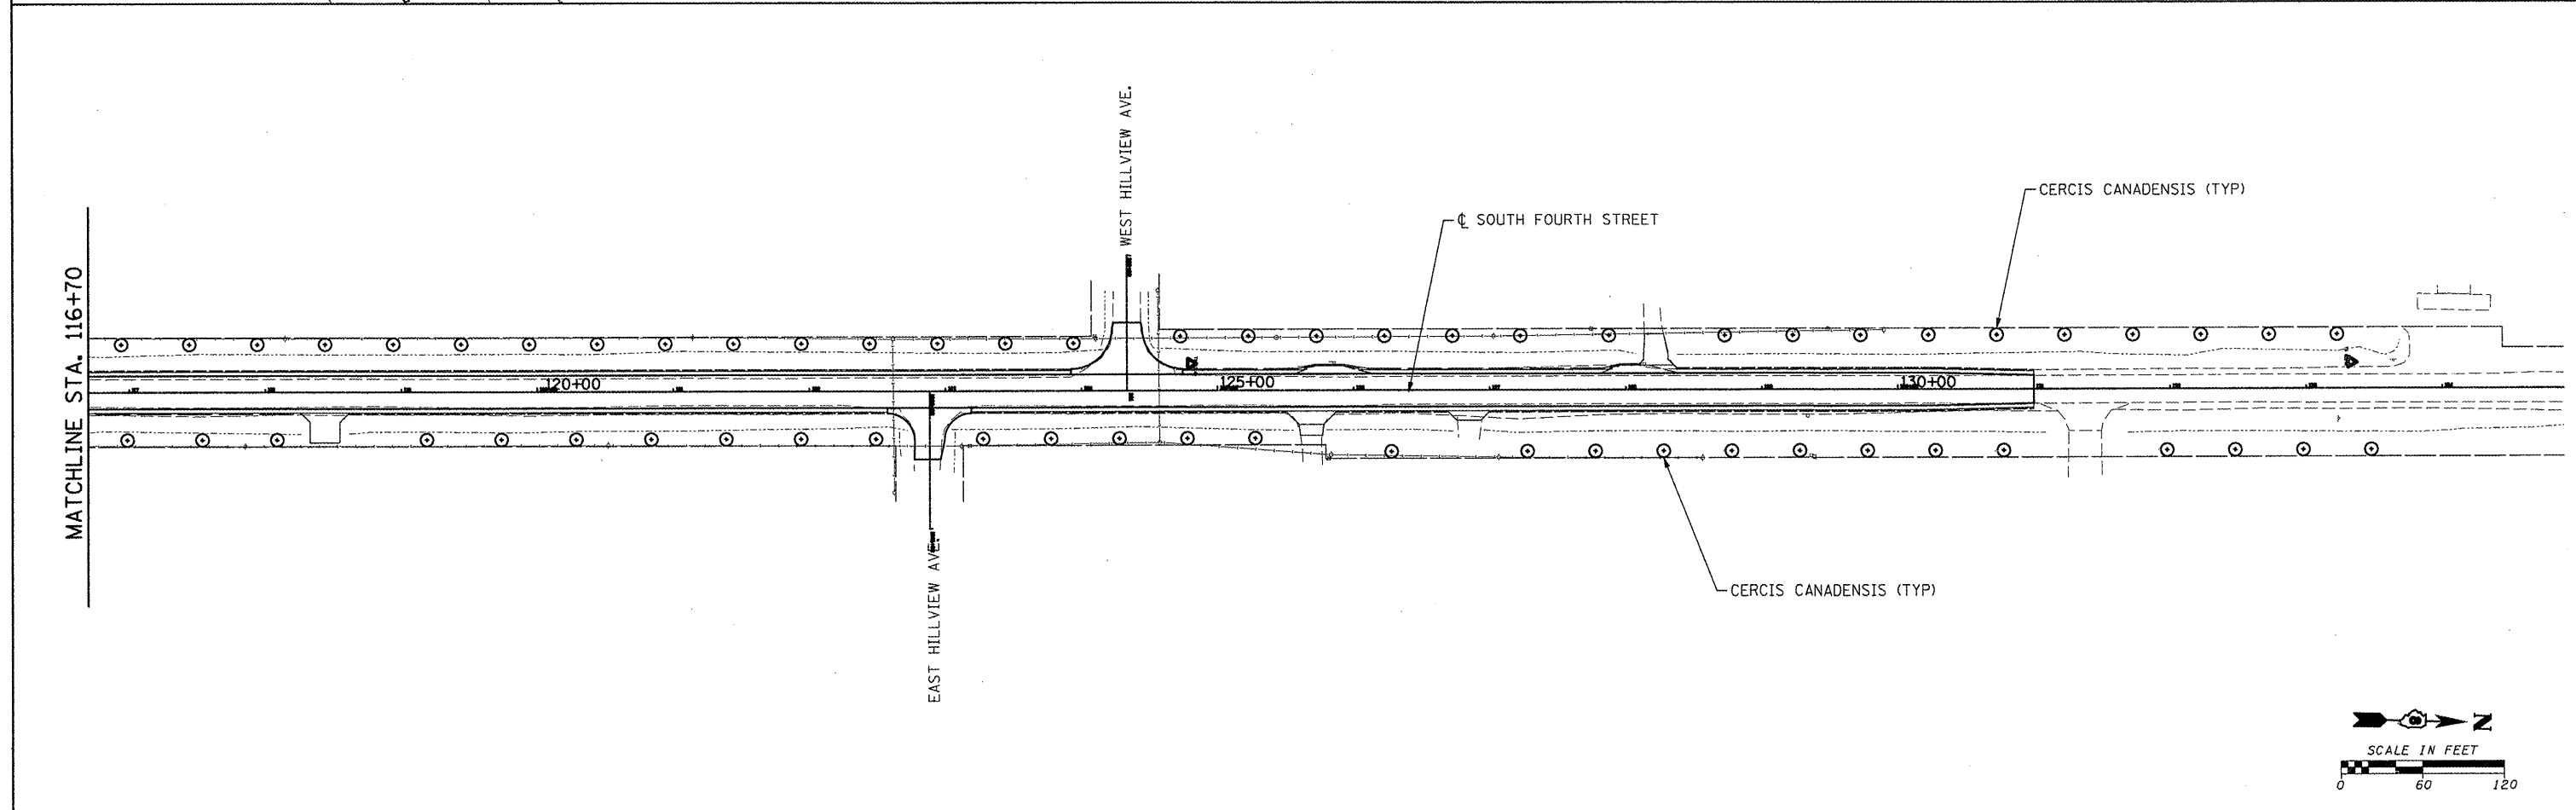 WEST HILLVIEW AVE.
CERCIS CANADENSIS (TYP)
℄ SOUTH FOURTH STREET
MATCHLINE STA. 116+70
120+00
125+00
130+00
EAST HILLVIEW AVE.
CERCIS CANADENSIS (TYP)
N
SCALE IN FEET
0 60 120